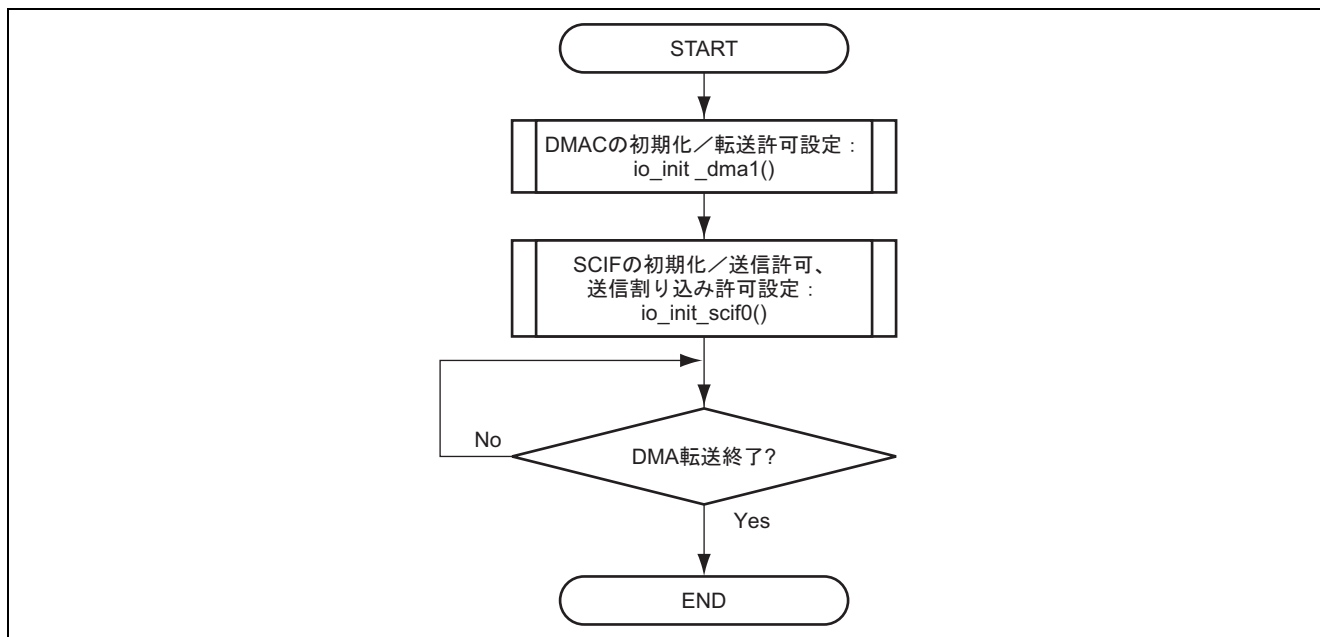 START
DMACの初期化／転送許可設定：
io_init _dma1()
SCIFの初期化／送信許可、
送信割り込み許可設定：
io_init_scif0()
No
DMA転送終了?
Yes
END